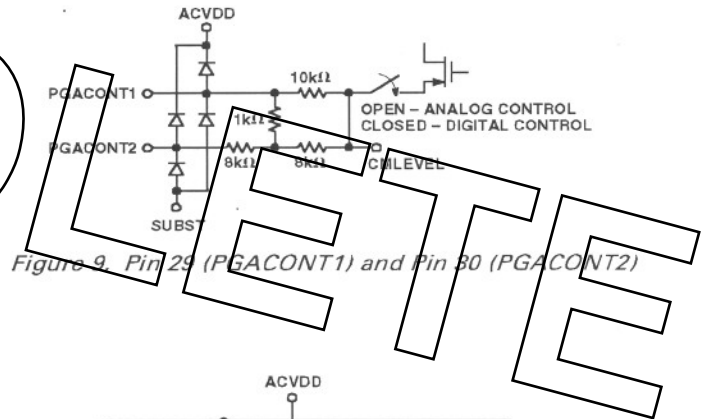 ACVDD
PGACONT1
10kΩ
OPEN – ANALOG CONTROL
CLOSED – DIGITAL CONTROL
1kΩ
PGACONT2
8kΩ
8kΩ
CMLEVEL
SUBST
Figure 9. Pin 29 (PGACONT1) and Pin 30 (PGACONT2)
LETE
ACVDD